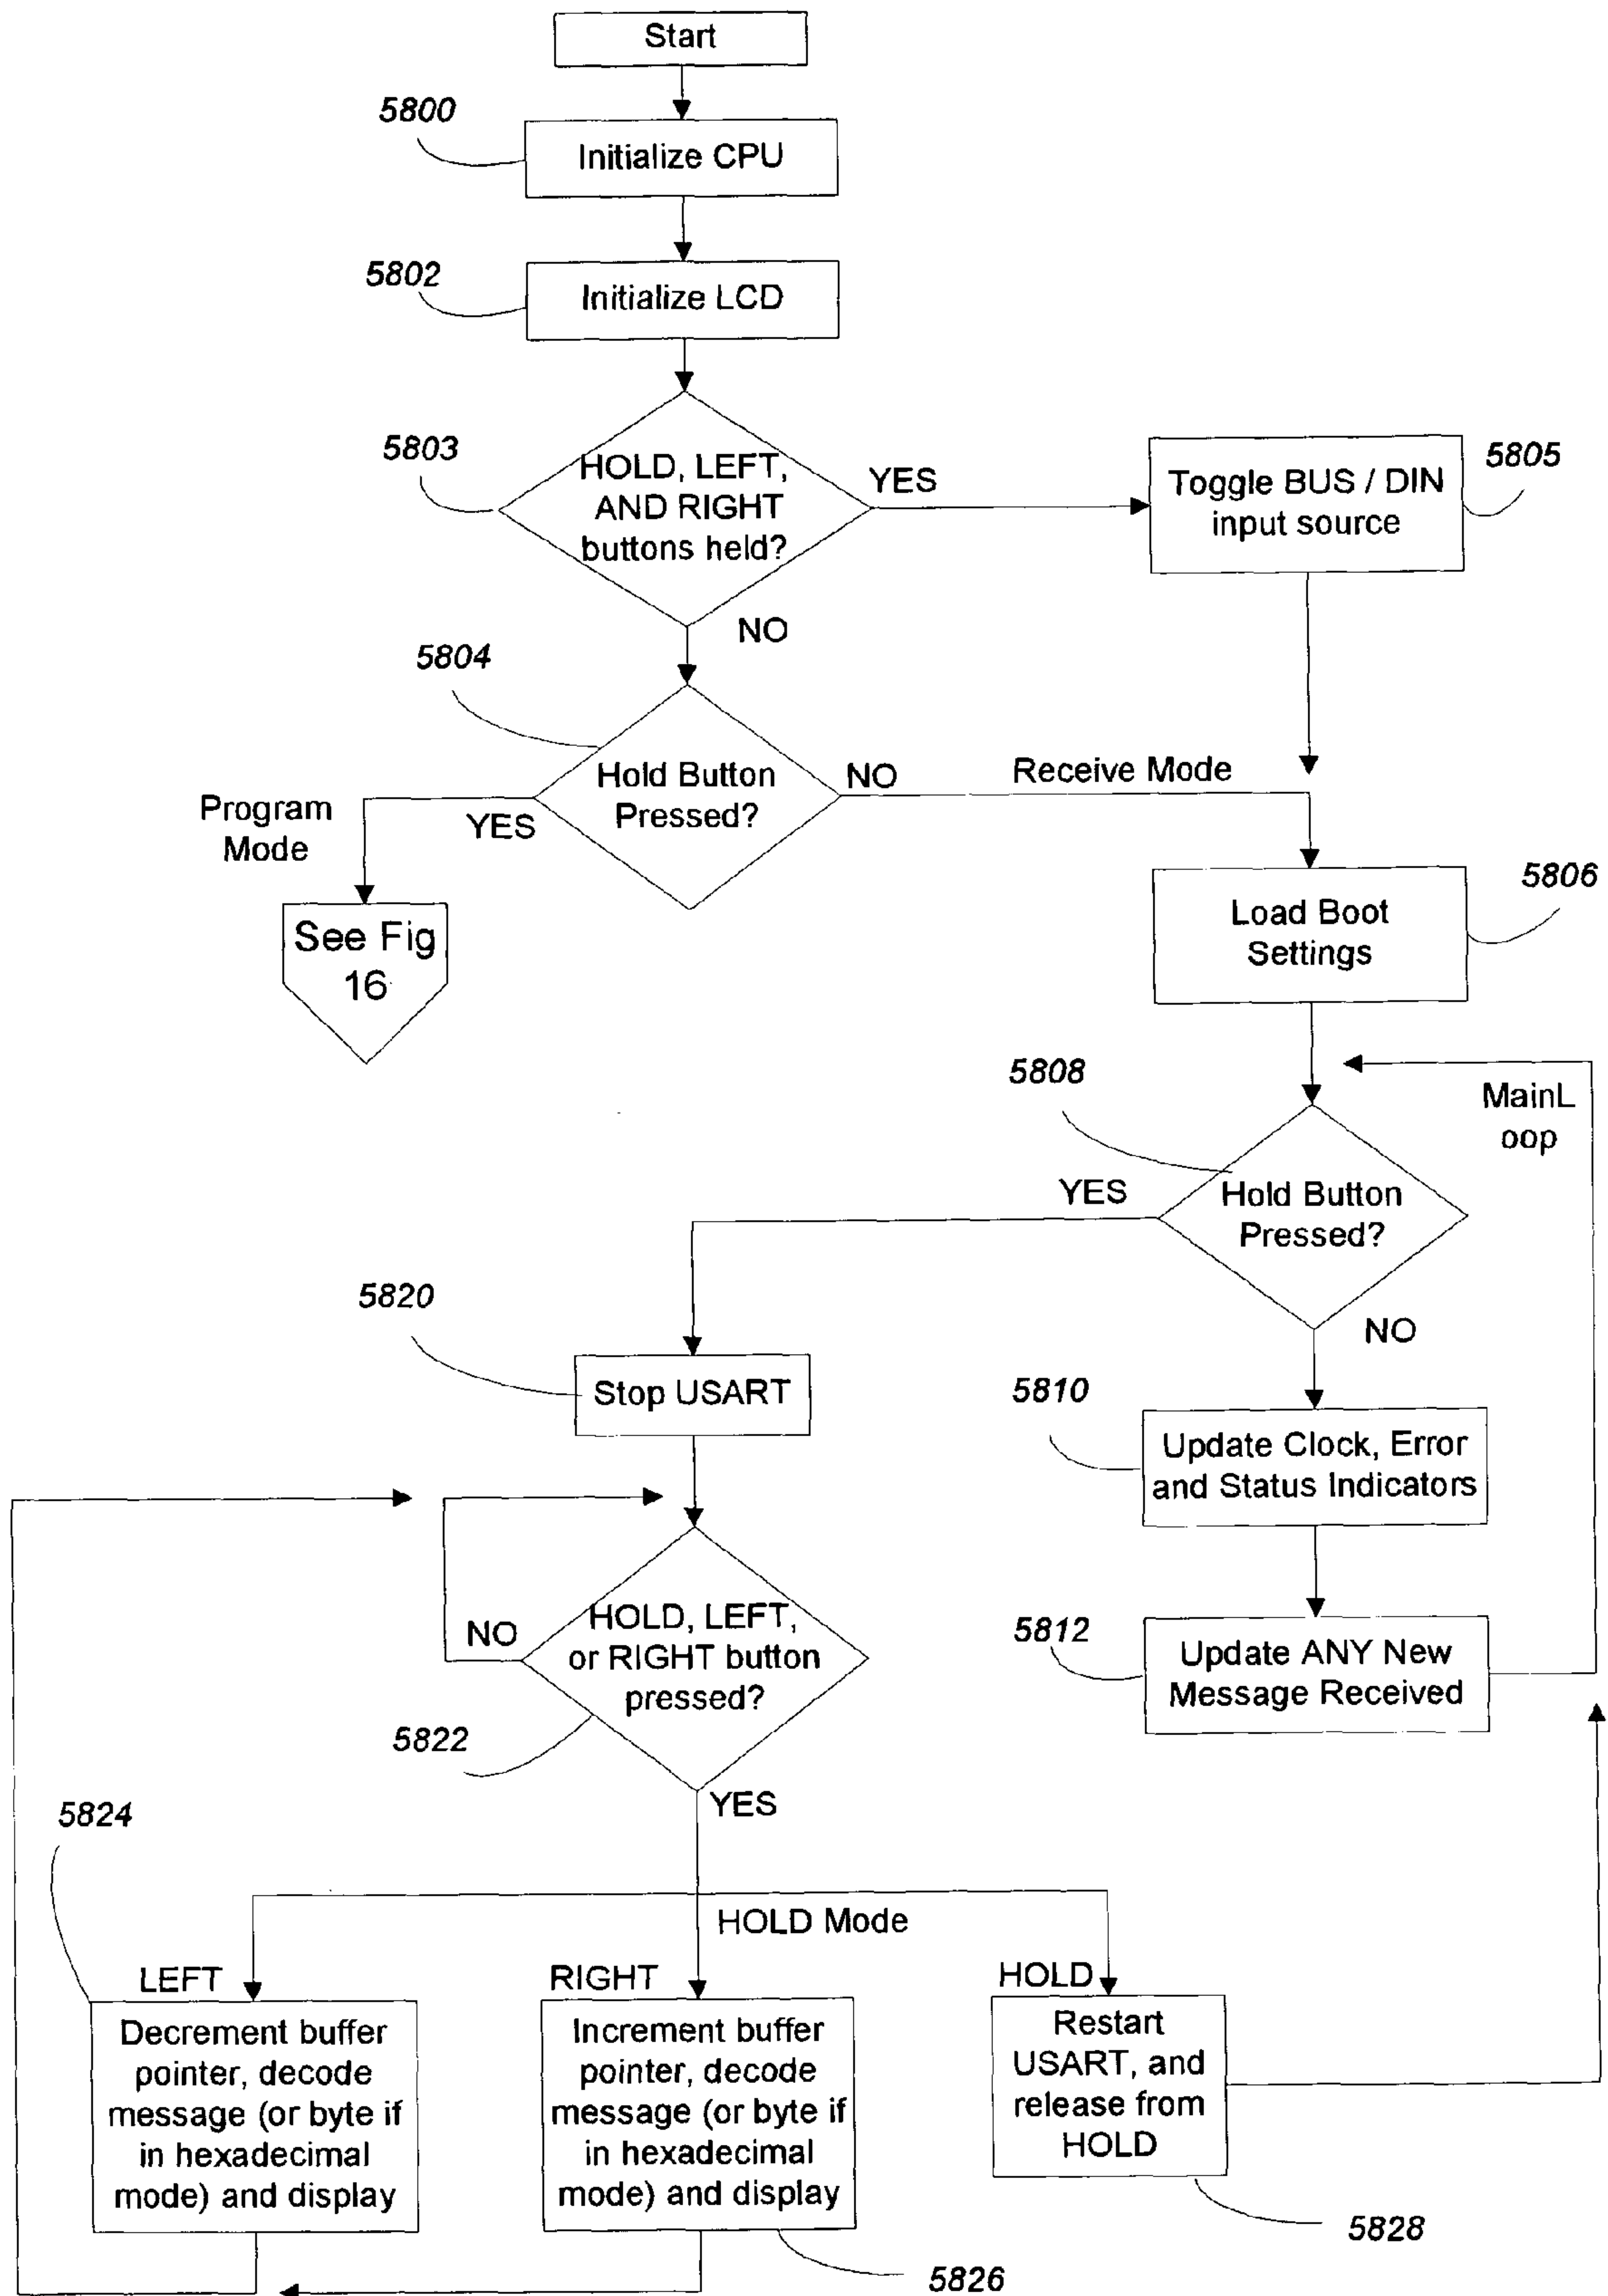 Start
5800
Initialize CPU
5802
Initialize LCD
5803
HOLD, LEFT,
AND RIGHT
buttons held?
YES
Toggle BUS / DIN
input source
5805
NO
5804
Hold Button
Pressed?
NO
Receive Mode
Program
Mode
YES
See Fig
16
5806
Load Boot
Settings
5808
MainL
oop
YES
Hold Button
Pressed?
5820
NO
Stop USART
5810
Update Clock, Error
and Status Indicators
NO
HOLD, LEFT,
or RIGHT button
pressed?
5812
Update ANY New
Message Received
5822
YES
5824
HOLD Mode
LEFT
RIGHT
HOLD
Decrement buffer
pointer, decode
message (or byte if
in hexadecimal
mode) and display
Increment buffer
pointer, decode
message (or byte if
in hexadecimal
mode) and display
Restart
USART, and
release from
HOLD
5828
5826